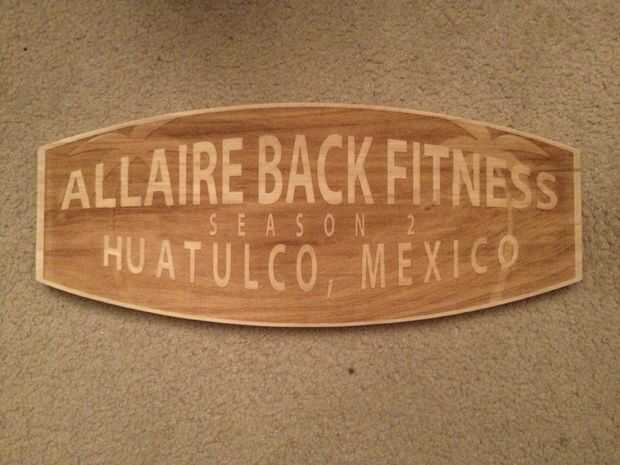 ALLAIRE BACK FITNESS
SEASON 2
HUATULCO, MEXICO